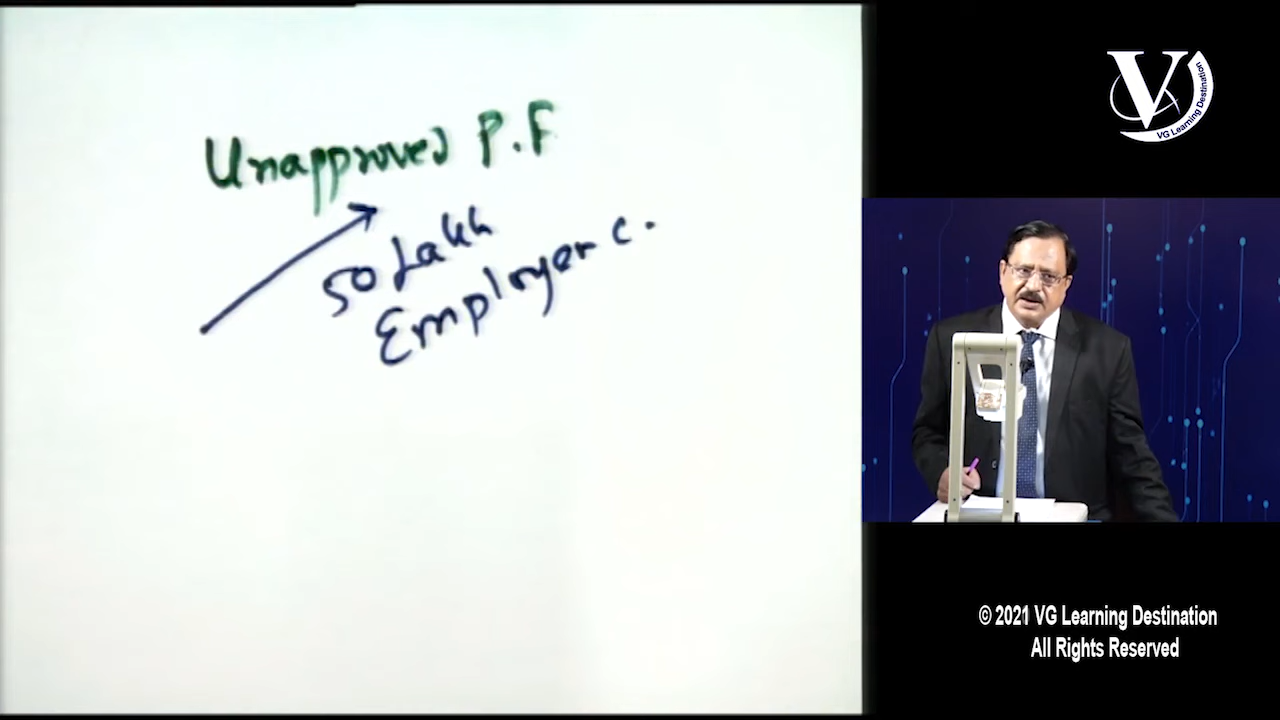 Unapproved P.F.
50 Lakh
Employer c.
V
VG Learning Destination
© 2021 VG Learning Destination
All Rights Reserved